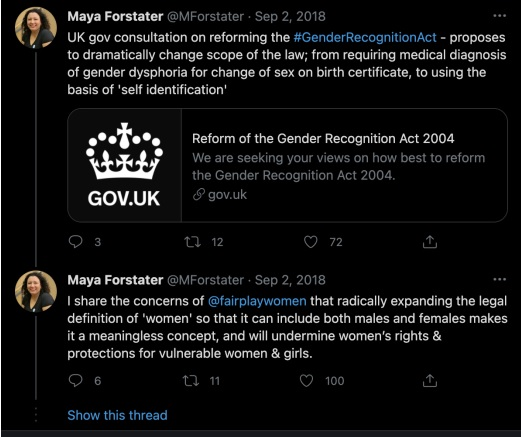 Maya Forstater @MForstater · Sep 2, 2018
UK gov consultation on reforming the #GenderRecognitionAct - proposes
to dramatically change scope of the law; from requiring medical diagnosis
of gender dysphoria for change of sex on birth certificate, to using the
basis of 'self identification'
GOV.UK
Reform of the Gender Recognition Act 2004
We are seeking your views on how best to reform
the Gender Recognition Act 2004.
gov.uk
3 12 72
Maya Forstater @MForstater · Sep 2, 2018
I share the concerns of @fairplaywomen that radically expanding the legal
definition of 'women' so that it can include both males and females makes
it a meaningless concept, and will undermine women's rights &
protections for vulnerable women & girls.
6 11 100
Show this thread